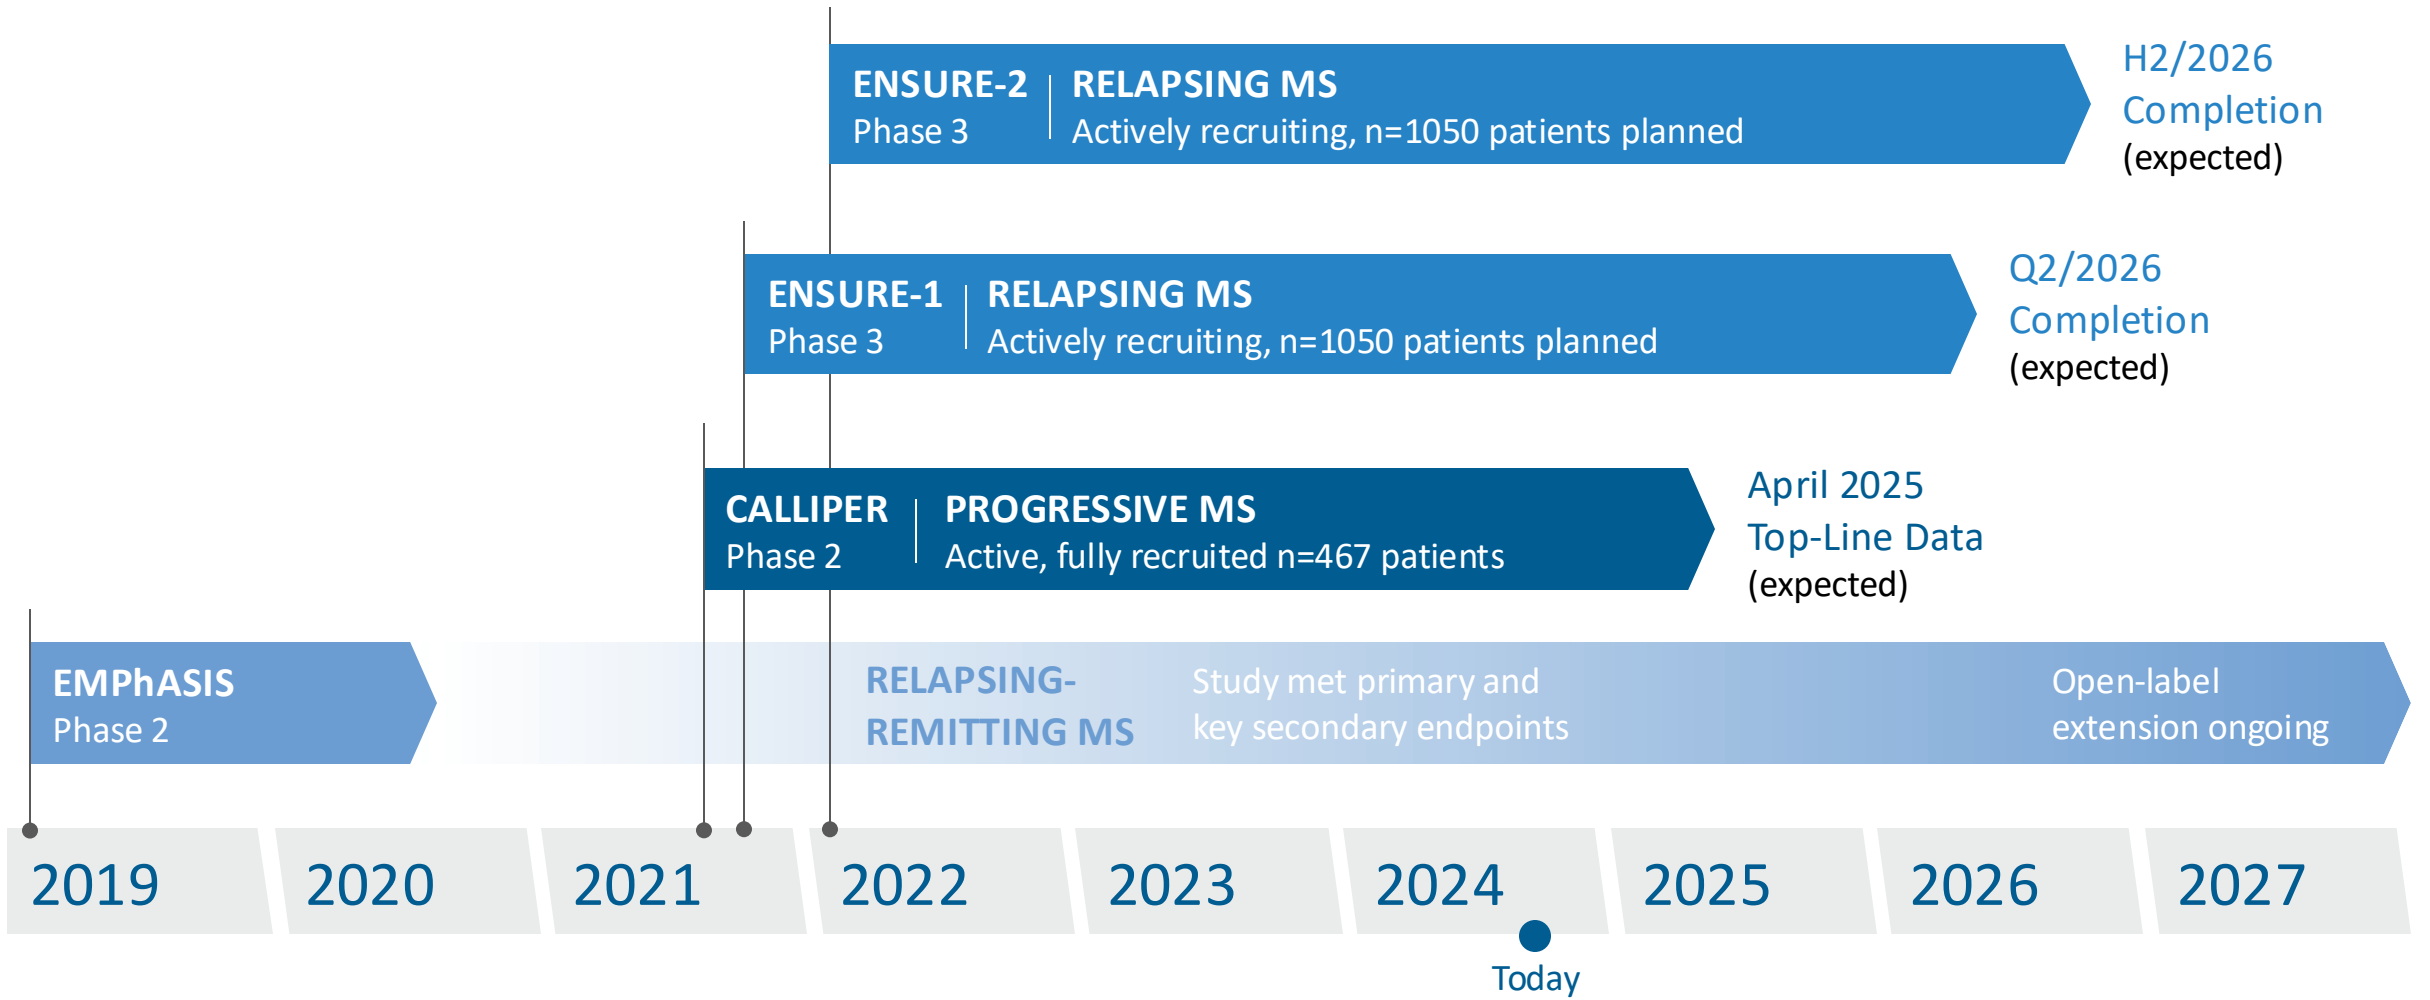 ENSURE-2
Phase 3
RELAPSING MS
Actively recruiting, n=1050 patients planned
H2/2026
Completion
(expected)
ENSURE-1
Phase 3
RELAPSING MS
Actively recruiting, n=1050 patients planned
Q2/2026
Completion
(expected)
CALLIPER
Phase 2
PROGRESSIVE MS
Active, fully recruited n=467 patients
April 2025
Top-Line Data
(expected)
EMPhASIS
Phase 2
RELAPSING-
REMITTING MS
Study met primary and
key secondary endpoints
Open-label
extension ongoing
2019
2020
2021
2022
2023
2024
2025
2026
2027
Today